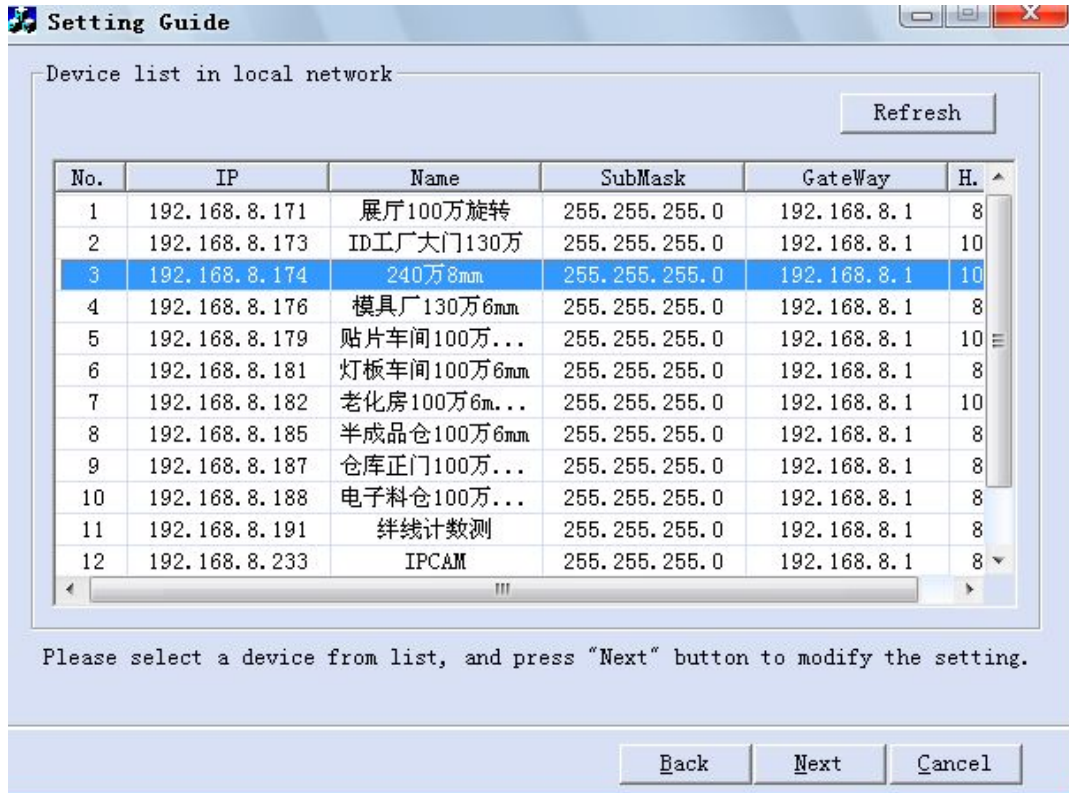 Setting Guide
Device list in local network
Refresh
No. IP Name SubMask GateWay H.
1 192.168.8.171 展厅100万旋转 255.255.255.0 192.168.8.1 8
2 192.168.8.173 ID工厂大门130万 255.255.255.0 192.168.8.1 10
3 192.168.8.174 240万8mm 255.255.255.0 192.168.8.1 10
4 192.168.8.176 模具厂130万6mm 255.255.255.0 192.168.8.1 8
5 192.168.8.179 贴片车间100万... 255.255.255.0 192.168.8.1 10
6 192.168.8.181 灯板车间100万6mm 255.255.255.0 192.168.8.1 8
7 192.168.8.182 老化房100万6m... 255.255.255.0 192.168.8.1 10
8 192.168.8.185 半成品仓100万6mm 255.255.255.0 192.168.8.1 8
9 192.168.8.187 仓库正门100万... 255.255.255.0 192.168.8.1 8
10 192.168.8.188 电子料仓100万... 255.255.255.0 192.168.8.1 8
11 192.168.8.191 绊线计数测 255.255.255.0 192.168.8.1 8
12 192.168.8.233 IPCAM 255.255.255.0 192.168.8.1 8
Please select a device from list, and press "Next" button to modify the setting.
Back Next Cancel